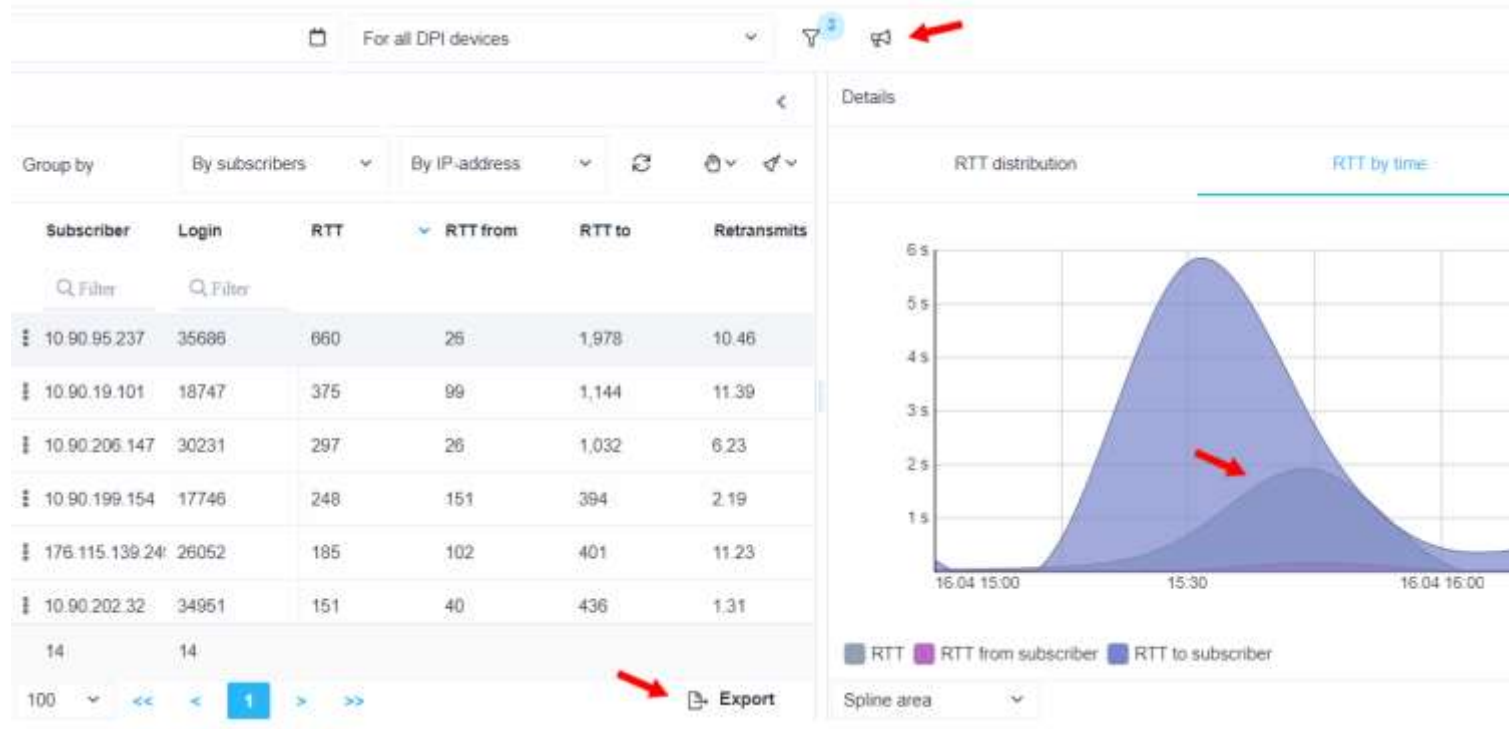 For all DPI devices
3
Details
Group by By subscribers By IP-address
RTT distribution RTT by time
Subscriber Login RTT RTT from RTT to Retransmits
Filter Filter
10.90.95.237 35686 660 26 1,978 10.46
10.90.19.101 18747 375 99 1,144 11.39
10.90.206.147 30231 297 26 1,032 6.23
10.90.199.154 17746 248 151 394 2.19
176.115.139.24 26052 185 102 401 11.23
10.90.202.32 34951 151 40 436 1.31
14 14
100 << < 1 > >> Export
6 s
5 s
4 s
3 s
2 s
1 s
16.04 15:00 15:30 16.04 16:00
RTT RTT from subscriber RTT to subscriber
Spline area